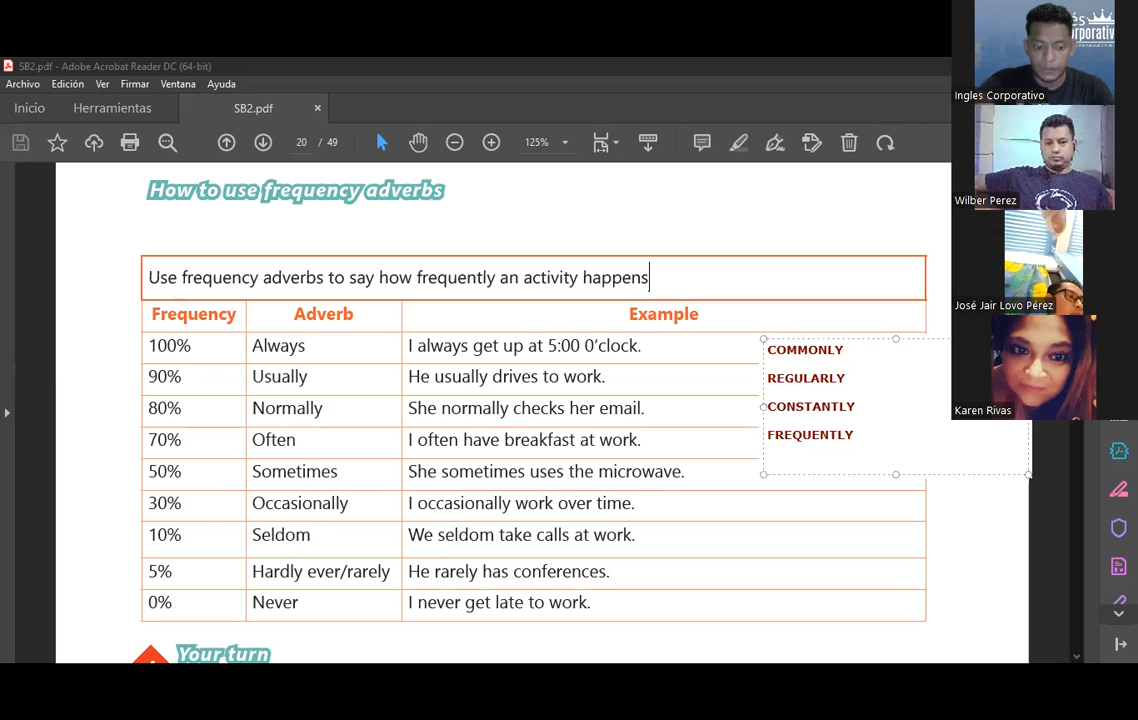 SB2.pdf - Adobe Acrobat Reader DC (64-bit)
Archivo Edición Ver Firmar Ventana Ayuda
Inicio Herramientas SB2.pdf ×
20 / 49 125%
How to use frequency adverbs
Use frequency adverbs to say how frequently an activity happens
Frequency Adverb Example
100% Always I always get up at 5:00 0'clock.
90% Usually He usually drives to work.
80% Normally She normally checks her email.
70% Often I often have breakfast at work.
50% Sometimes She sometimes uses the microwave.
30% Occasionally I occasionally work over time.
10% Seldom We seldom take calls at work.
5% Hardly ever/rarely He rarely has conferences.
0% Never I never get late to work.
COMMONLY
REGULARLY
CONSTANTLY
FREQUENTLY
Your turn
és
orporativ
Ingles Corporativo
Wilber Perez
José Jair Lovo Pérez
Karen Rivas